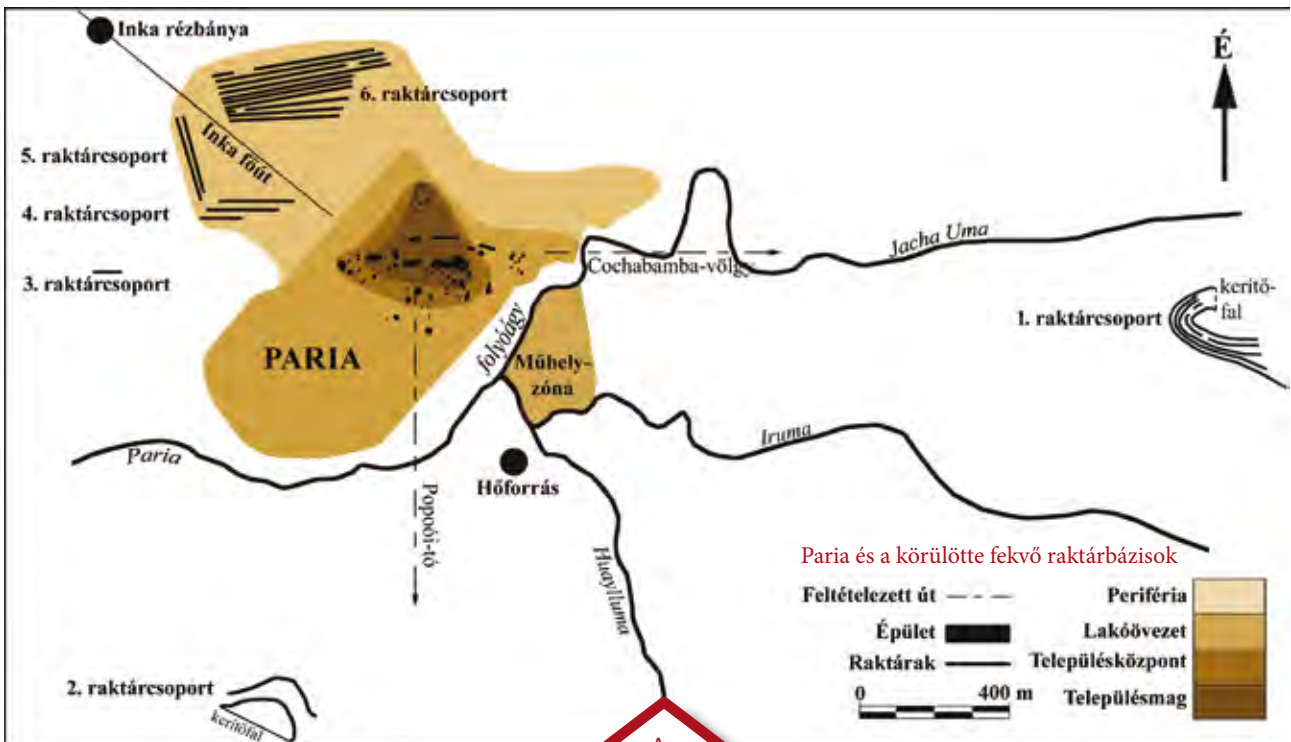 Inka rézbánya
É
6. raktárcsoport
Inka főút
5. raktárcsoport
4. raktárcsoport
Jacha Uma
Cochabamba-völgy
3. raktárcsoport
kerítő-
fal
1. raktárcsoport
folyóágy
PARIA
Műhely-
zóna
Iruma
Paria
Hőforrás
Popoói-tó
Huaylluma
Paria és a körülötte fekvő raktárbázisok
Feltételezett út
Periféria
Épület
Lakóövezet
Raktárak
Településközpont
0 400 m
Településmag
2. raktárcsoport
kerítőfal